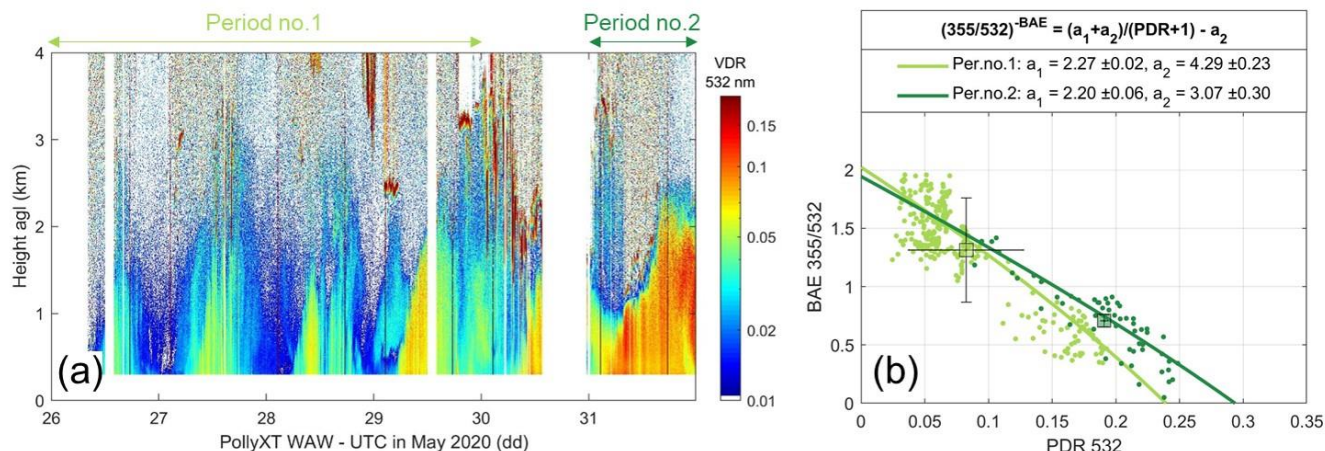 Period no.1
Period no.2
4
3
2
1
0
Height agl (km)
26
27
28
29
30
31
PollyXT WAW - UTC in May 2020 (dd)
(a)
VDR
532 nm
0.15
0.1
0.05
0.02
0.01
(355/532)^-BAE = (a₁+a₂)/(PDR+1) - a₂
Per.no.1: a₁ = 2.27 ±0.02, a₂ = 4.29 ±0.23
Per.no.2: a₁ = 2.20 ±0.06, a₂ = 3.07 ±0.30
2
1.5
1
0.5
0
BAE 355/532
0
0.05
0.1
0.15
0.2
0.25
0.3
0.35
PDR 532
(b)